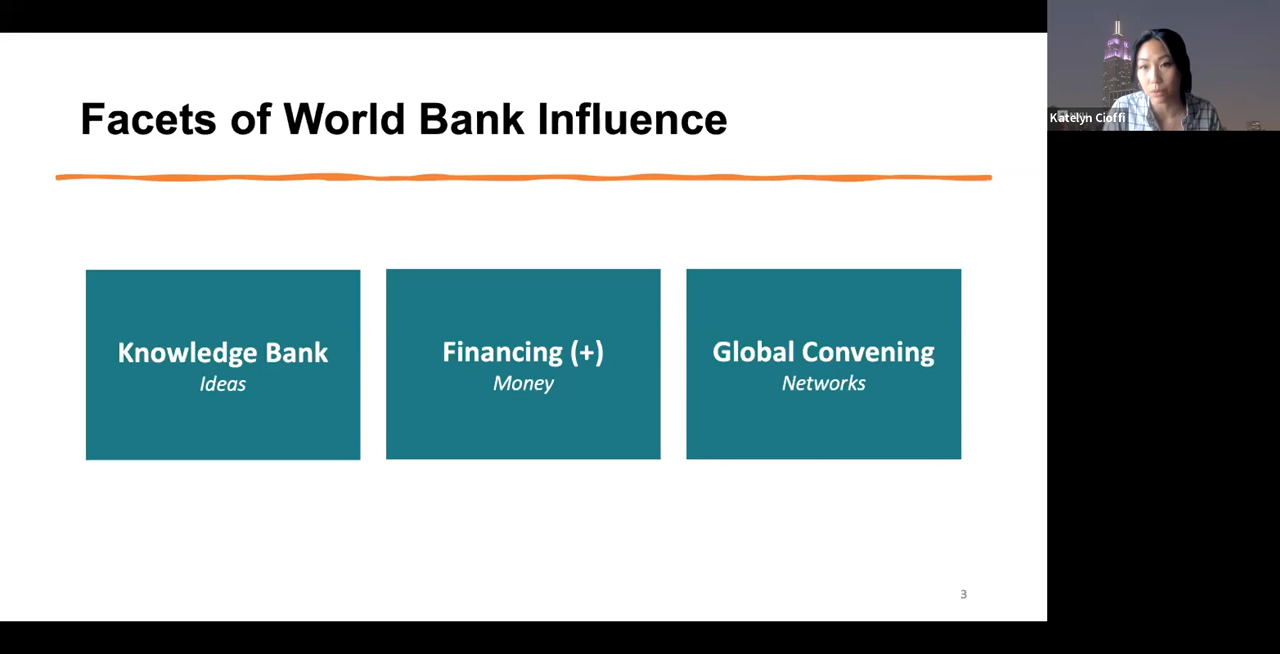 Facets of World Bank Influence
Knowledge Bank
Ideas
Financing (+)
Money
Global Convening
Networks
3
Katelyn Cioffi